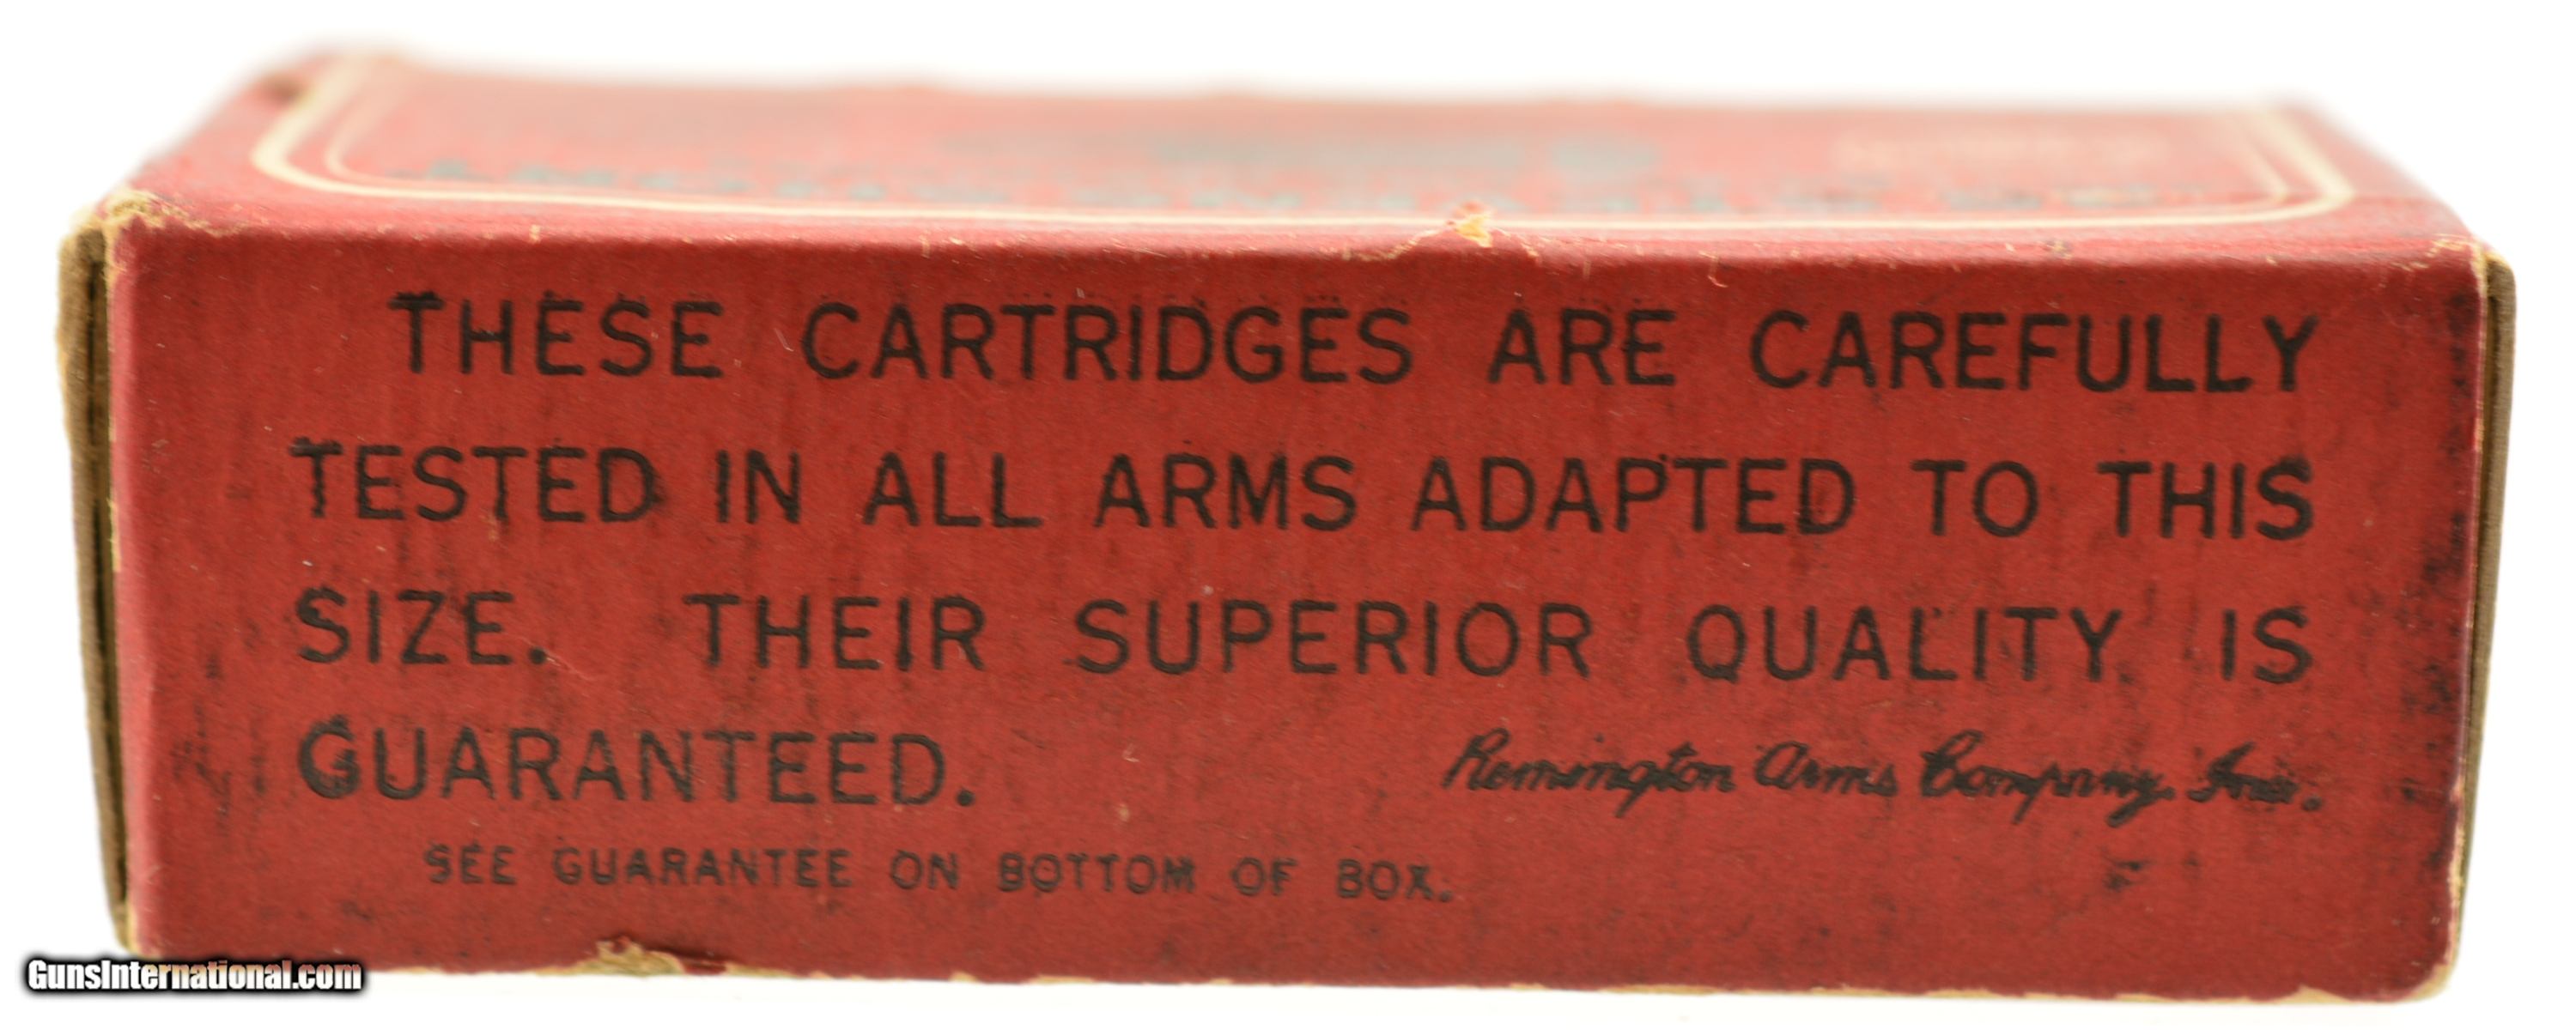 THESE CARTRIDGES ARE CAREFULLY
TESTED IN ALL ARMS ADAPTED TO THIS
SIZE. THEIR SUPERIOR QUALITY IS
GUARANTEED.
Remington Arms Company, Inc.
SEE GUARANTEE ON BOTTOM OF BOX.
GunsInternational.com